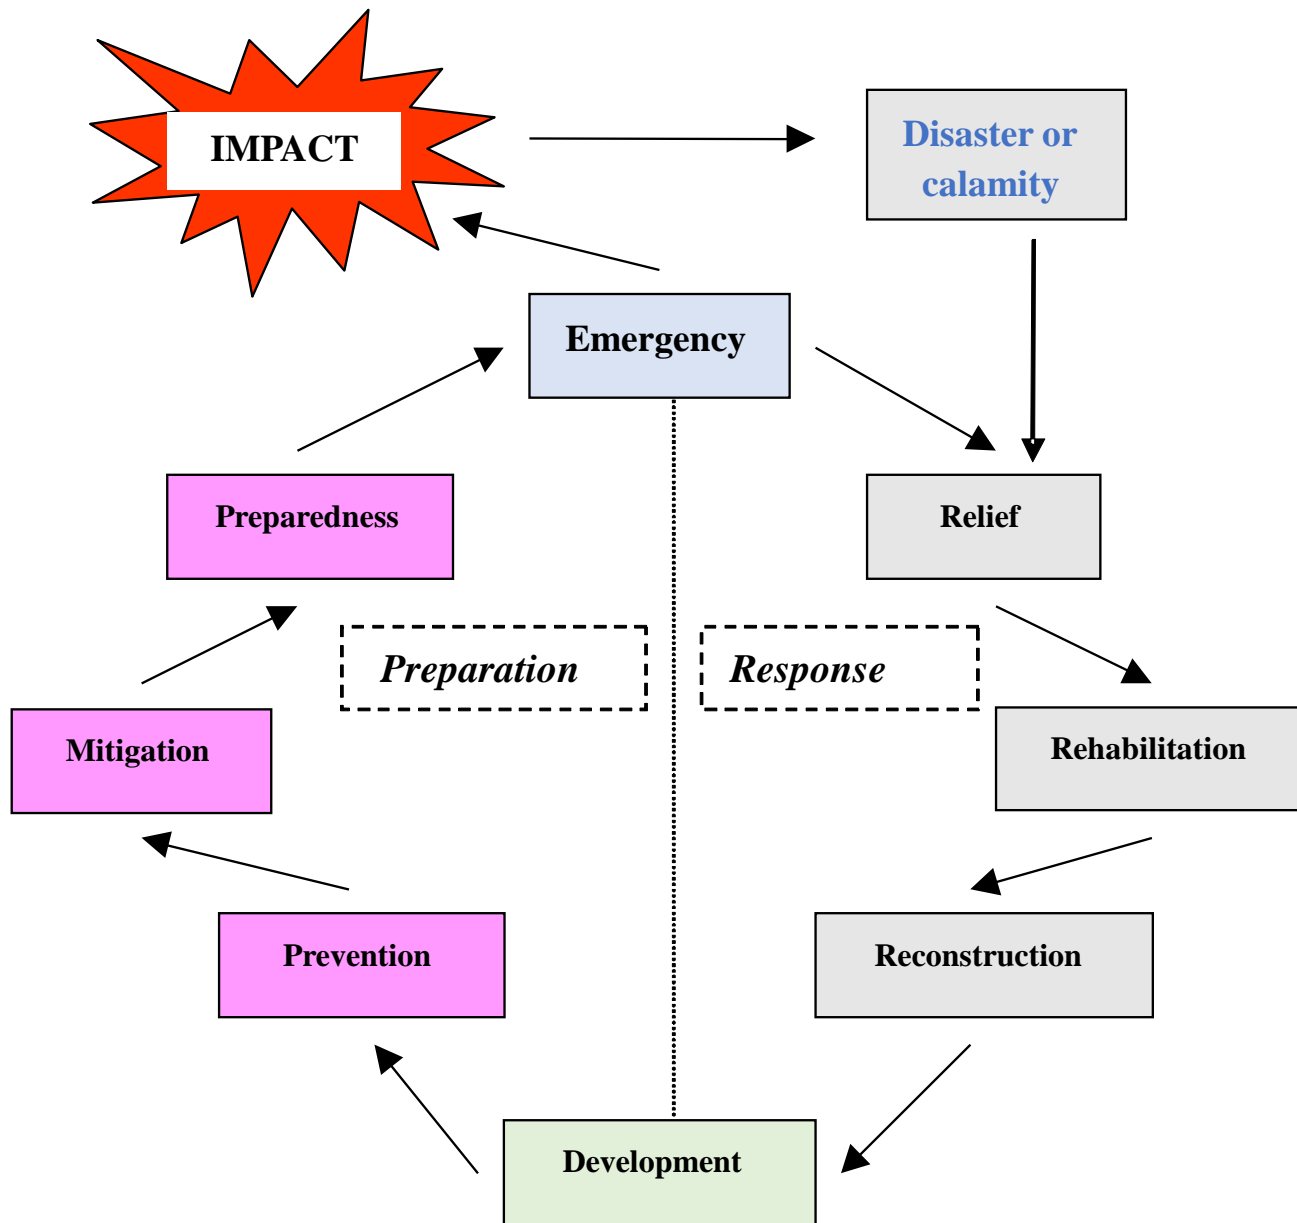 IMPACT
Disaster or
calamity
Emergency
Preparedness
Relief
Preparation
Response
Mitigation
Rehabilitation
Prevention
Reconstruction
Development